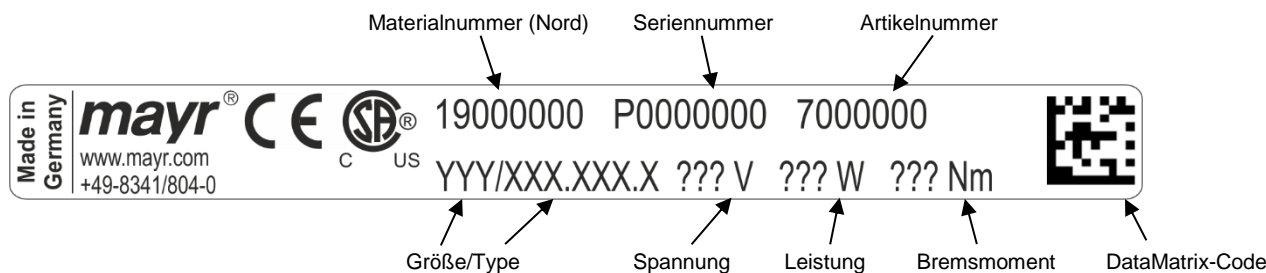 Materialnummer (Nord) Seriennummer Artikelnummer
Made in
Germany
mayr®
www.mayr.com
+49-8341/804-0
CE
SA®
C US
19000000 P0000000 7000000
YYY/XXX.XXX.X ??? V ??? W ??? Nm
Größe/Type Spannung Leistung Bremsmoment DataMatrix-Code